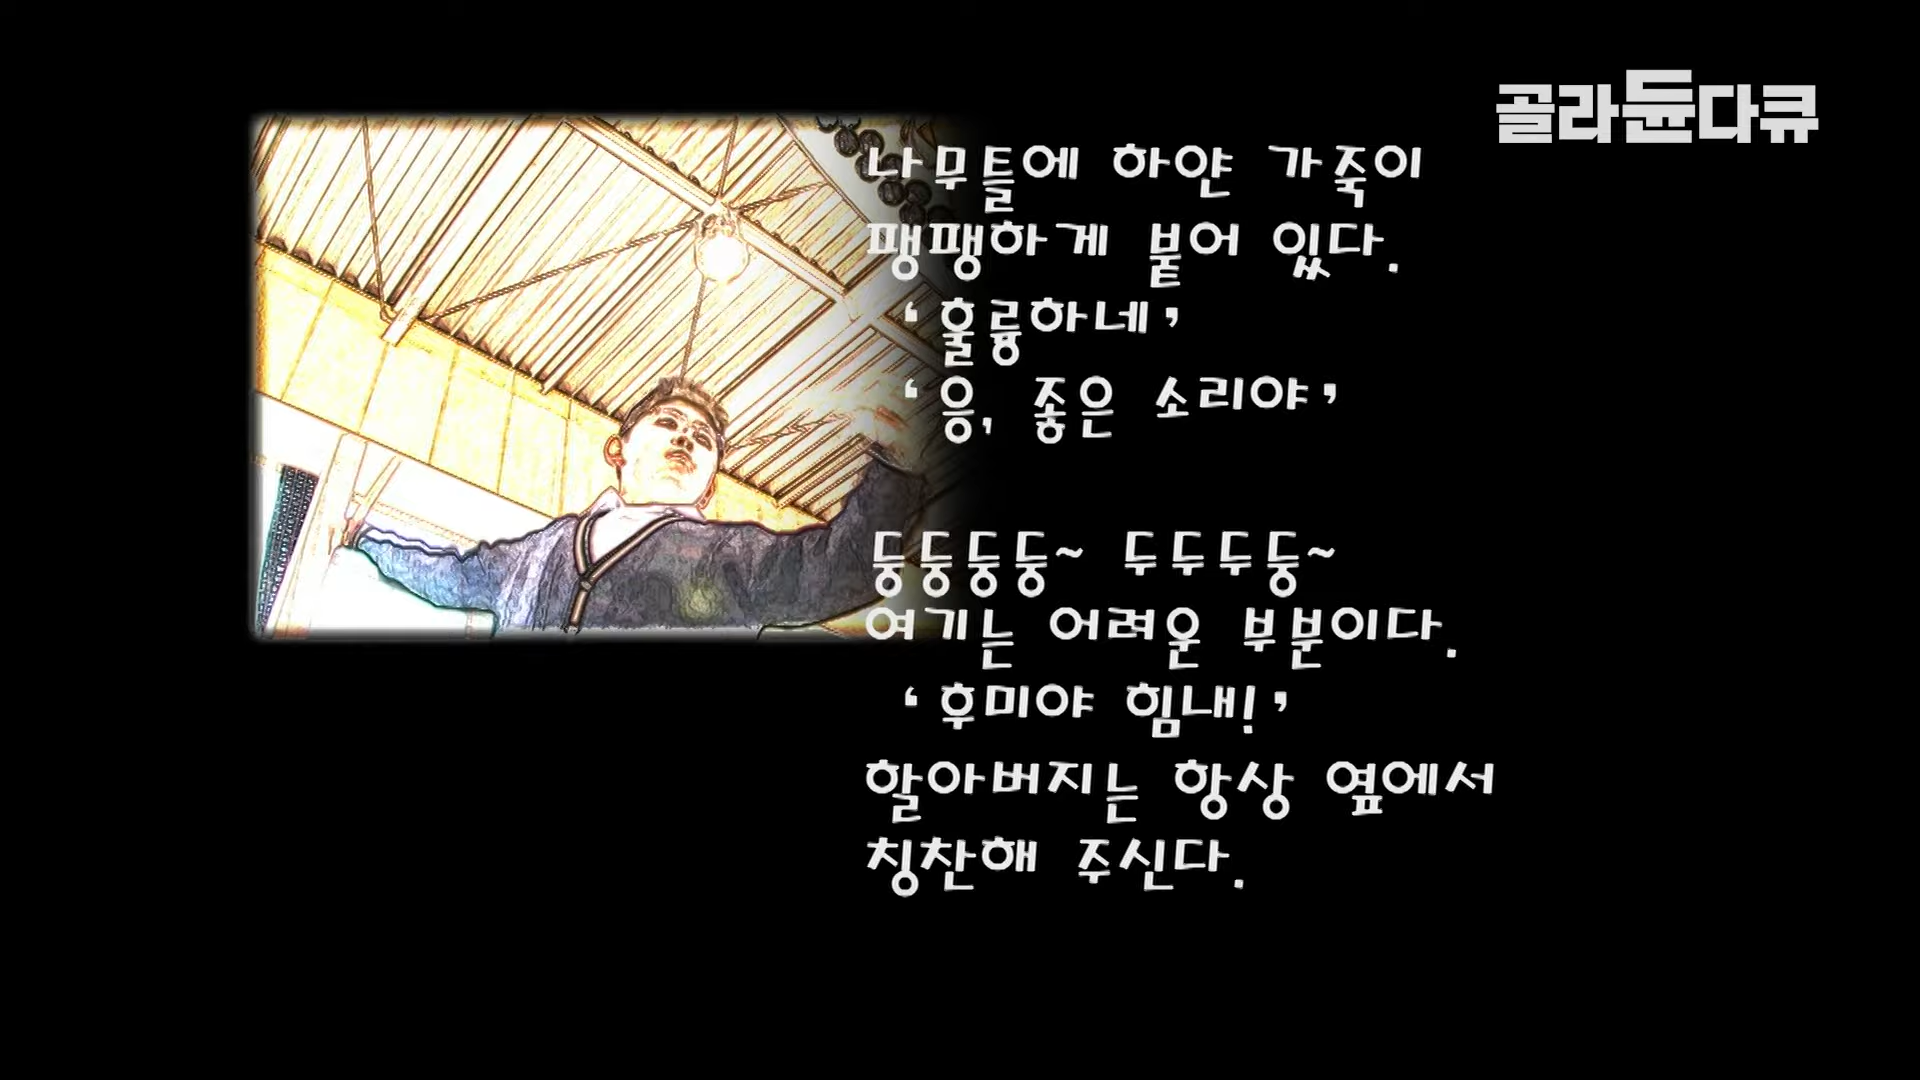 골라듄다큐
나무틀에 하얀 가죽이
팽팽하게 붙어 있다.
‘훌륭하네’
‘응, 좋은 소리야’
둥둥둥둥~ 두두두둥~
여기는 어려운 부분이다.
‘후미야 힘내!’
할아버지는 항상 옆에서
칭찬해 주신다.